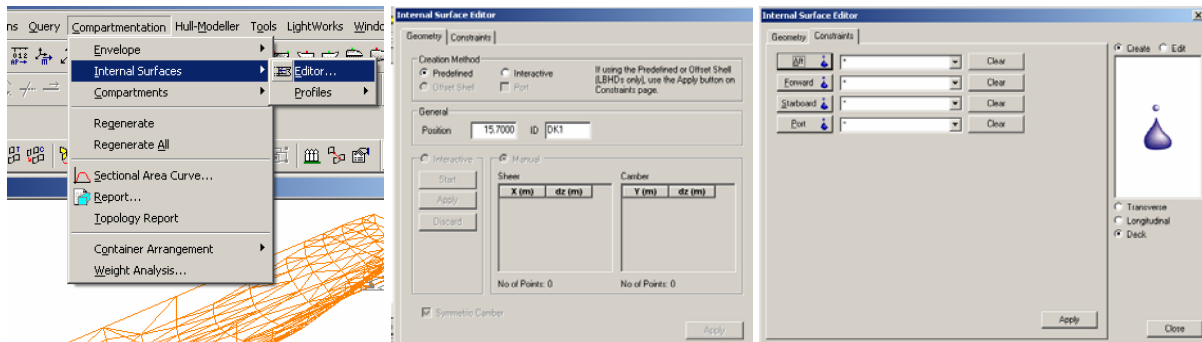 ns Query Compartmentation Hull-Modeller Tools LightWorks Windo
Envelope
Internal Surfaces
Compartments
Regenerate
Regenerate All
Sectional Area Curve...
Report...
Topology Report
Container Arrangement
Weight Analysis...
Editor...
Profiles
Internal Surface Editor
Geometry Constraints
Creation Method
Predefined Interactive
Offset Shell Port
If using the Predefined or Offset Shell
(LBHDs only), use the Apply button on
Constraints page.
General
Position 15.7000 ID DK1
Interactive Manual
Start
Apply
Discard
Sheer Camber
X (m) dz (m) Y (m) dz (m)
No of Points: 0 No of Points: 0
Symmetric Camber
Apply
Internal Surface Editor
Geometry Constraints
Aft * Clear
Forward * Clear
Starboard * Clear
Port * Clear
Create Edit
Transverse
Longitudinal
Deck
Apply
Close